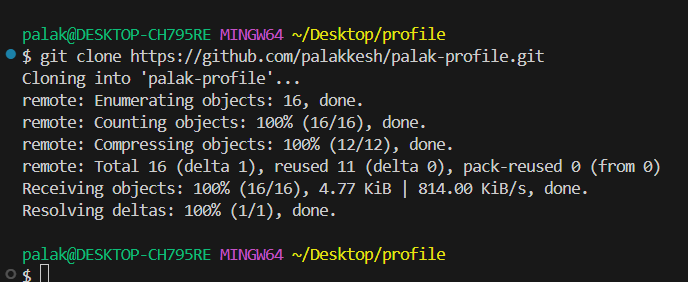 palak@DESKTOP-CH795RE MINGW64 ~/Desktop/profile
$ git clone https://github.com/palakkesh/palak-profile.git
Cloning into 'palak-profile'...
remote: Enumerating objects: 16, done.
remote: Counting objects: 100% (16/16), done.
remote: Compressing objects: 100% (12/12), done.
remote: Total 16 (delta 1), reused 11 (delta 0), pack-reused 0 (from 0)
Receiving objects: 100% (16/16), 4.77 KiB | 814.00 KiB/s, done.
Resolving deltas: 100% (1/1), done.
palak@DESKTOP-CH795RE MINGW64 ~/Desktop/profile
$